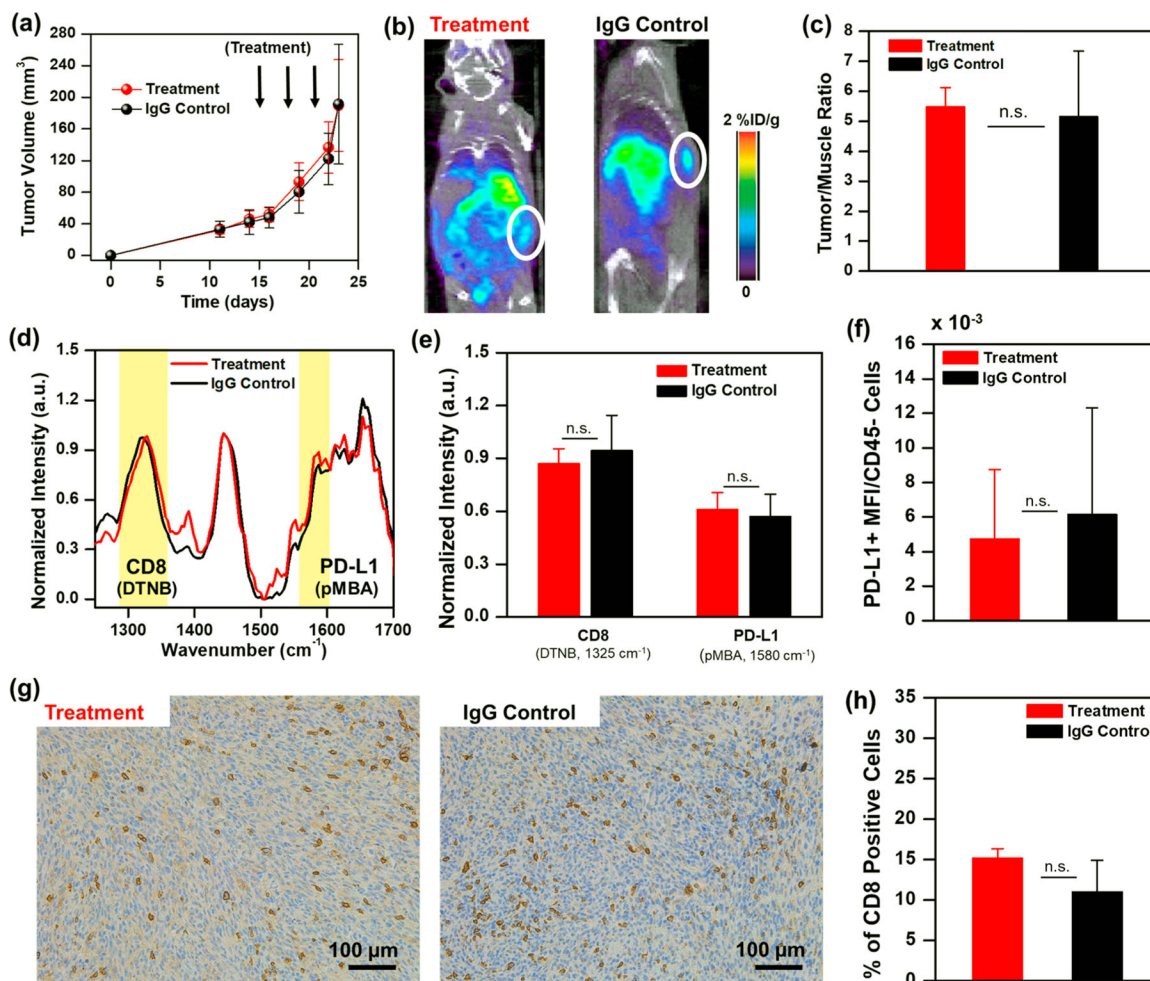 (a)
280
240
200
160
120
80
40
0
Tumor Volume (mm³)
(Treatment)
Treatment
IgG Control
0 5 10 15 20 25
Time (days)
(b)
Treatment
IgG Control
2 %ID/g
0
(c)
8
7
6
5
4
3
2
1
0
Tumor/Muscle Ratio
Treatment
IgG Control
n.s.
(d)
1.5
1.2
0.9
0.6
0.3
0.0
Normalized Intensity (a.u.)
Treatment
IgG Control
CD8
(DTNB)
PD-L1
(pMBA)
1300 1400 1500 1600 1700
Wavenumber (cm⁻¹)
(e)
1.5
1.2
0.9
0.6
0.3
0.0
Normalized Intensity (a.u.)
Treatment
IgG Control
n.s.
n.s.
CD8
(DTNB, 1325 cm⁻¹)
PD-L1
(pMBA, 1580 cm⁻¹)
(f)
x 10⁻³
16
14
12
10
8
6
4
2
0
PD-L1+ MFI/CD45- Cells
Treatment
IgG Control
n.s.
(g)
Treatment
100 µm
IgG Control
100 µm
(h)
35
30
25
20
15
10
5
0
% of CD8 Positive Cells
Treatment
IgG Control
n.s.